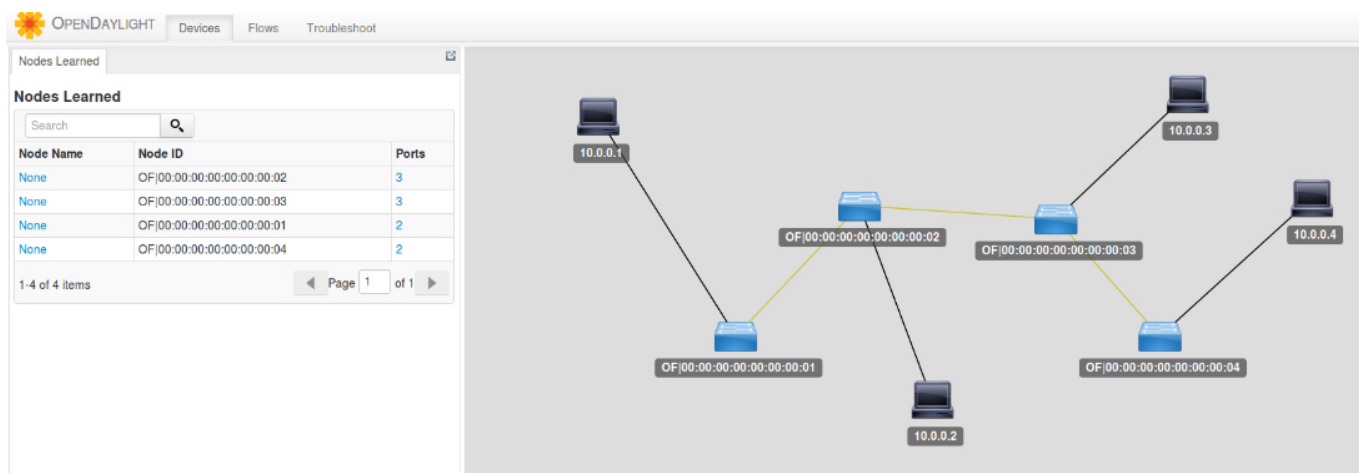 OPENDAYLIGHT Devices Flows Troubleshoot
Nodes Learned
Nodes Learned
Search
Node Name Node ID Ports
None OF|00:00:00:00:00:00:00:02 3
None OF|00:00:00:00:00:00:00:03 3
None OF|00:00:00:00:00:00:00:01 2
None OF|00:00:00:00:00:00:00:04 2
1-4 of 4 items Page 1 of 1
10.0.0.1
10.0.0.3
10.0.0.4
OF|00:00:00:00:00:00:00:02
OF|00:00:00:00:00:00:00:03
OF|00:00:00:00:00:00:00:01
OF|00:00:00:00:00:00:00:04
10.0.0.2